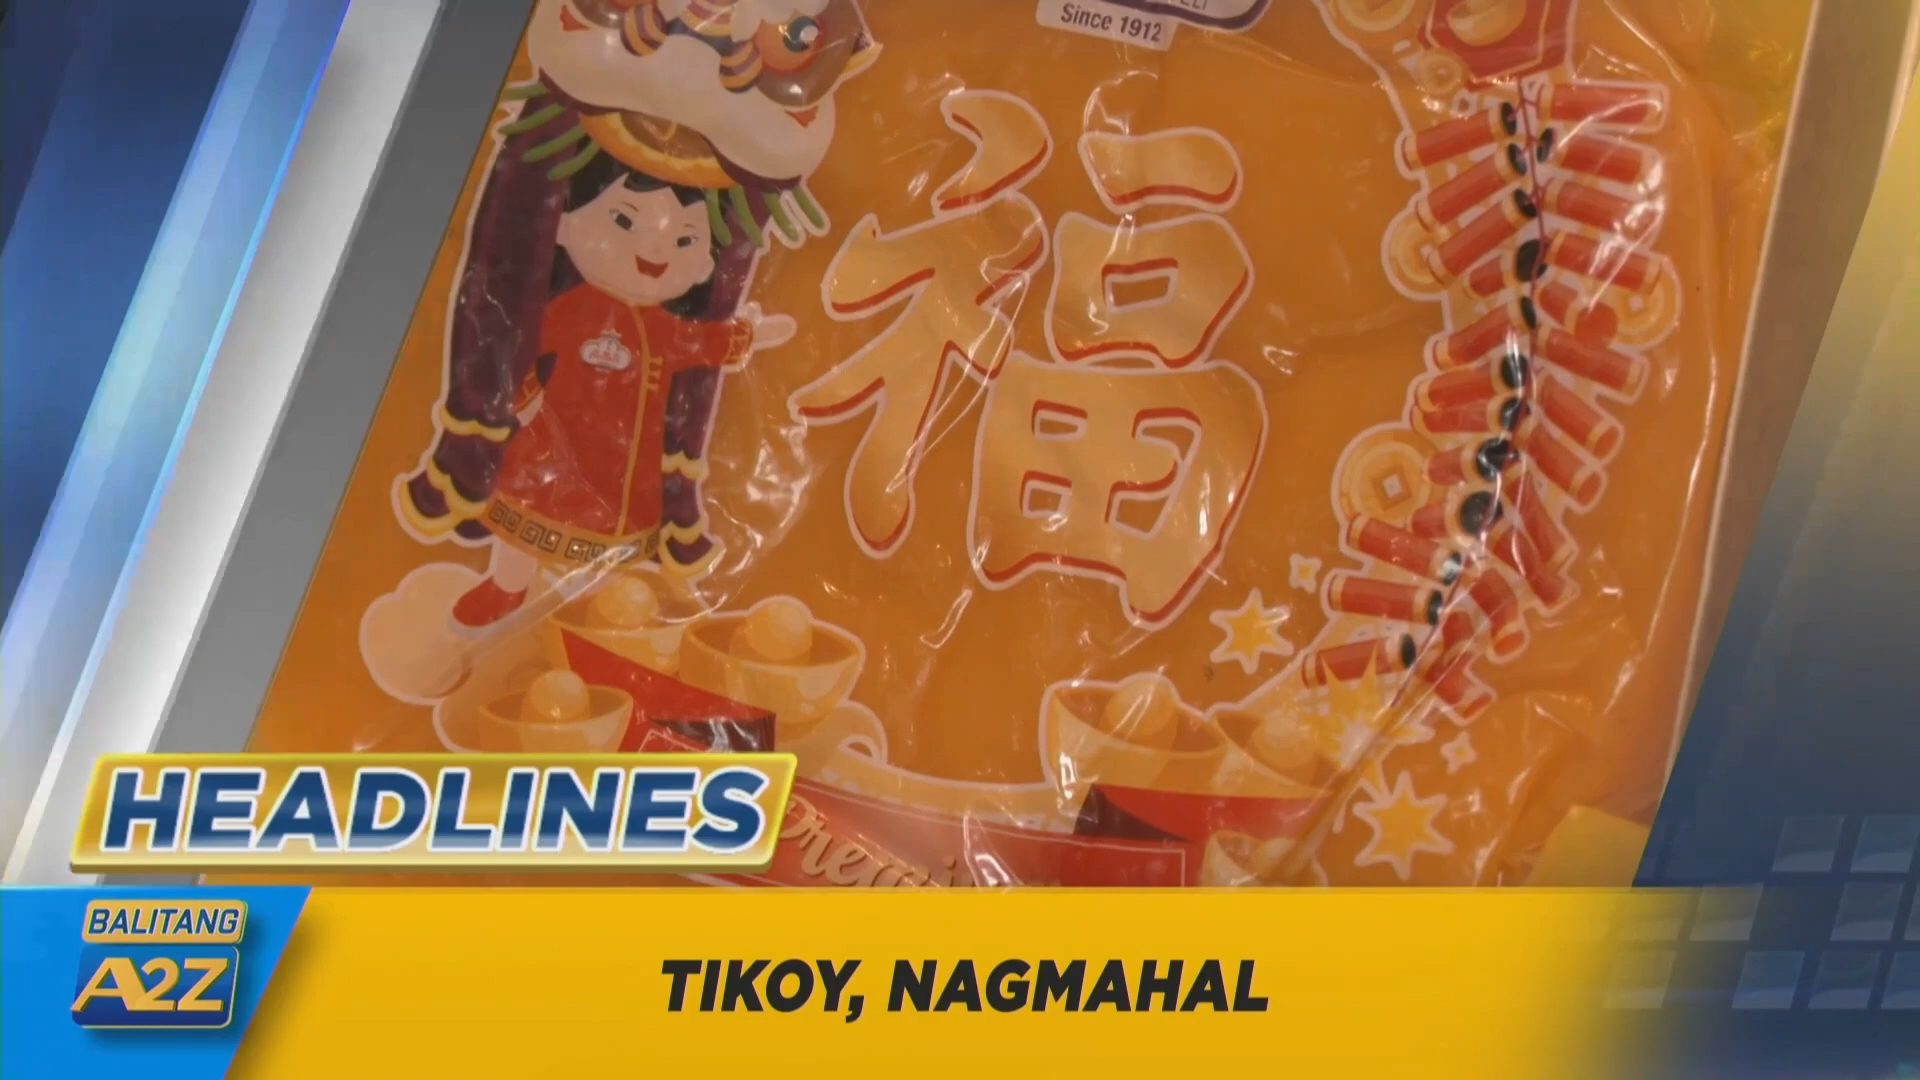 Since 1912
福
HEADLINES
BALITANG
A2Z
TIKOY, NAGMAHAL